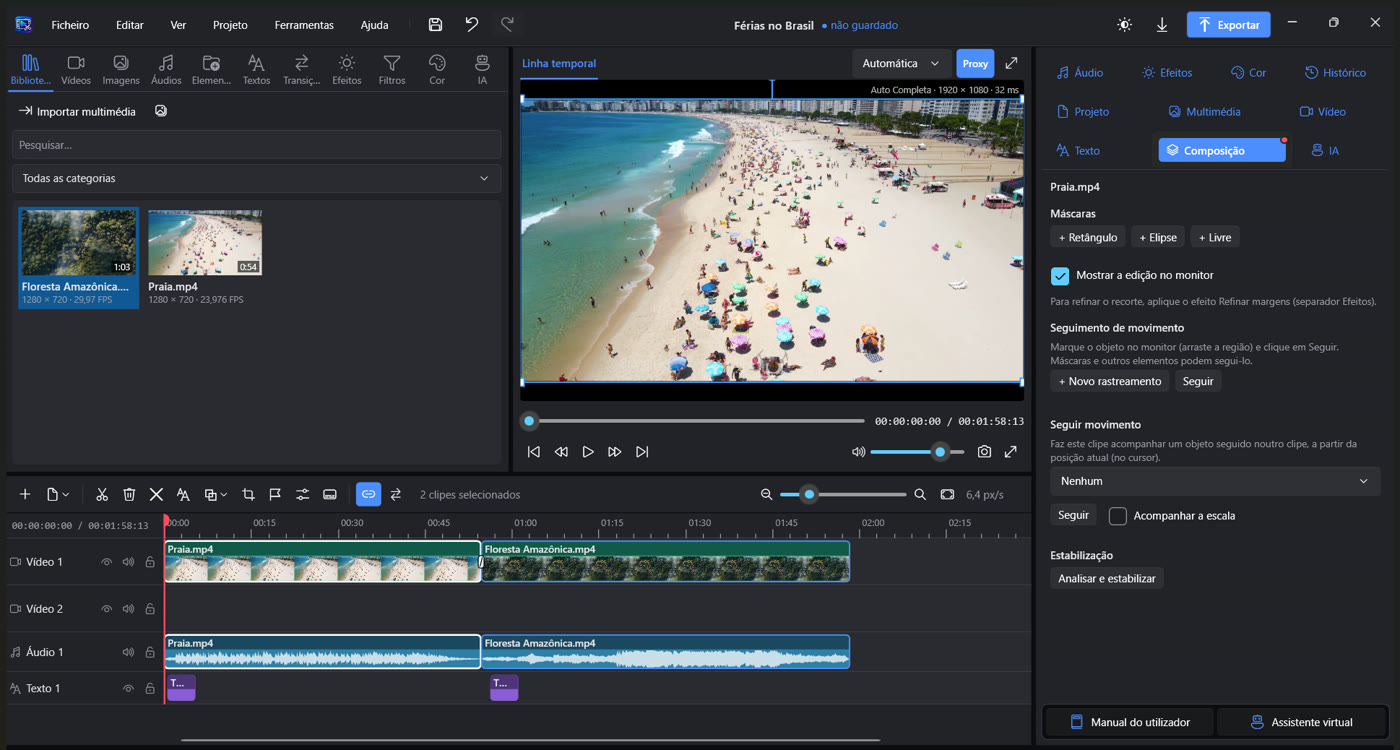 Ficheiro Editar Ver Projeto Ferramentas Ajuda Férias no Brasil • não guardado Exportar
Bibliote... Vídeos Imagens Áudios Elemen... Textos Transiç... Efeitos Filtros Cor IA
Importar multimédia
Pesquisar...
Todas as categorias
1:03
Floresta Amazônica....
1280 × 720 · 29,97 FPS
0:54
Praia.mp4
1280 × 720 · 23,976 FPS
Linha temporal Automática Proxy
Auto Completa · 1920 × 1080 · 32 ms
00:00:00:00 / 00:01:58:13
Áudio Efeitos Cor Histórico
Projeto Multimédia Vídeo
Texto Composição IA
Praia.mp4
Máscaras
+ Retângulo + Elipse + Livre
Mostrar a edição no monitor
Para refinar o recorte, aplique o efeito Refinar margens (separador Efeitos).
Seguimento de movimento
Marque o objeto no monitor (arraste a região) e clique em Seguir.
Máscaras e outros elementos podem segui-lo.
+ Novo rastreamento Seguir
Seguir movimento
Faz este clipe acompanhar um objeto seguido noutro clipe, a partir da
posição atual (no cursor).
Nenhum
Seguir Acompanhar a escala
Estabilização
Analisar e estabilizar
Manual do utilizador Assistente virtual
2 clipes selecionados 6,4 px/s
00:00:00:00 / 00:01:58:13 00:00 00:15 00:30 00:45 01:00 01:15 01:30 01:45 02:00 02:15
Vídeo 1 Praia.mp4 Floresta Amazônica.mp4
Vídeo 2
Áudio 1 Praia.mp4 Floresta Amazônica.mp4
Texto 1 T... T...